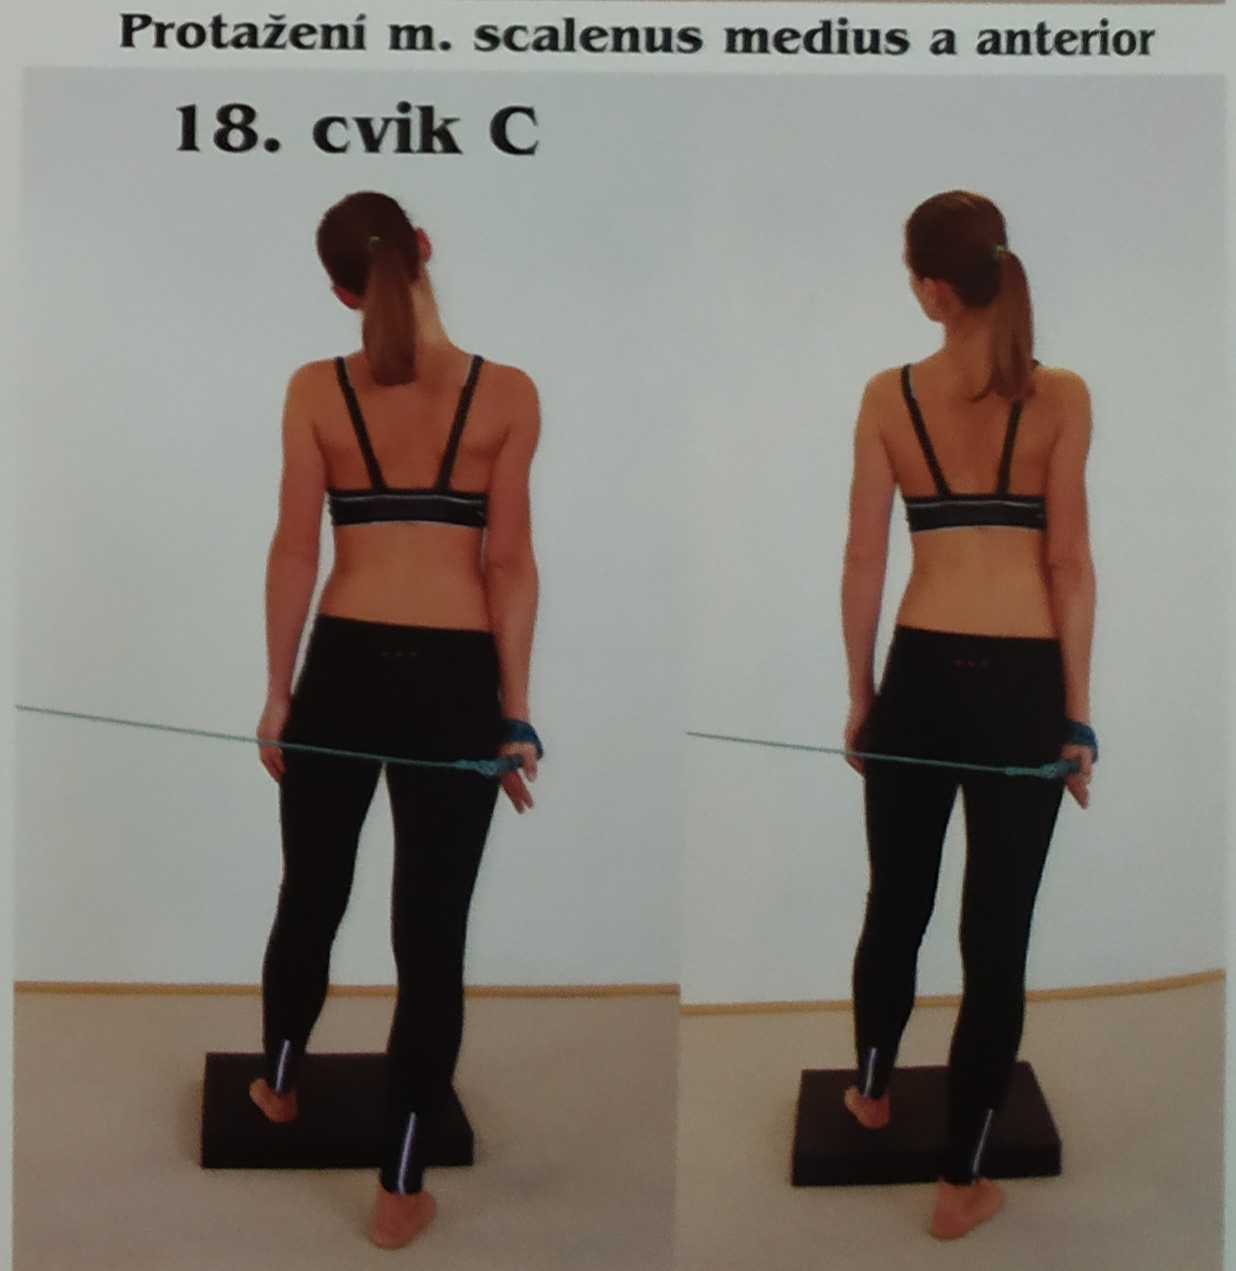 Protažení m. scalenus medius a anterior
18. cvik C